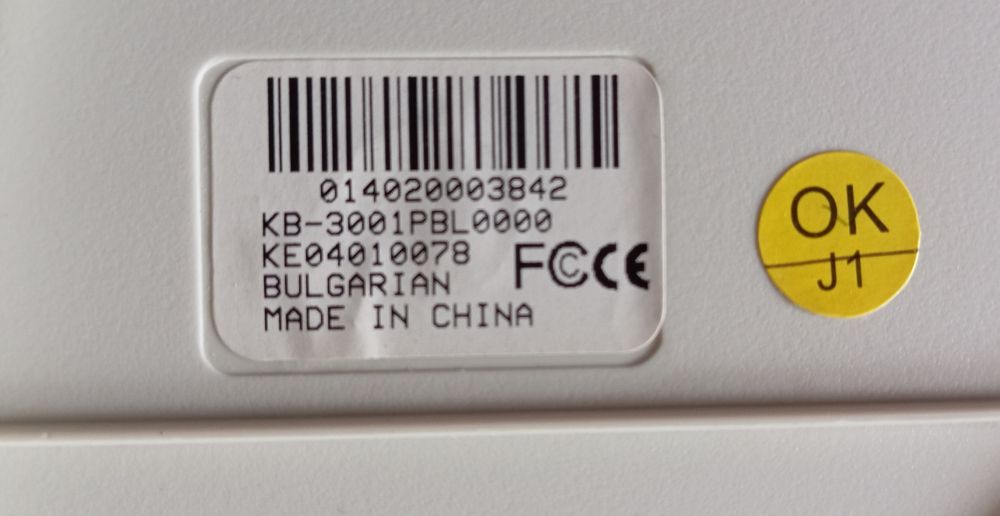 014020003842
KB-3001PBL0000
KE04010078
FC CE
BULGARIAN
MADE IN CHINA
OK
J1